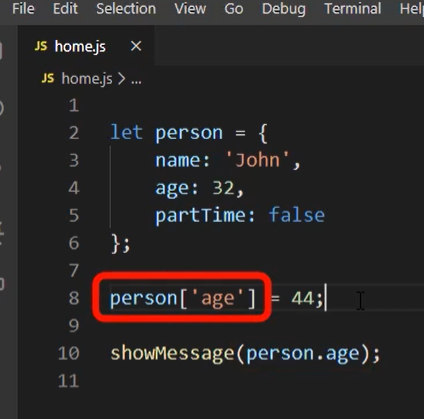 File Edit Selection View Go Debug Terminal
JS home.js ×
JS home.js > ...
1
2 let person = {
3 name: 'John',
4 age: 32,
5 partTime: false
6 };
7
8 person['age'] = 44;
9
10 showMessage(person.age);
11